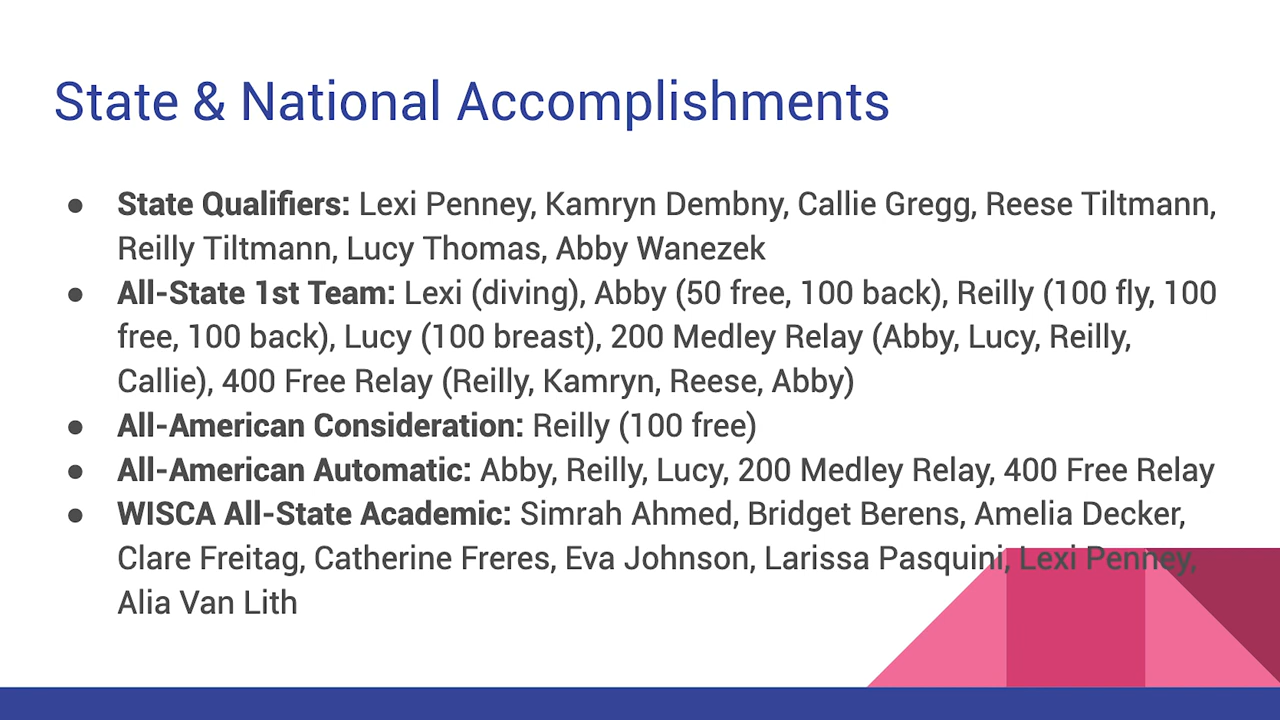 State & National Accomplishments
● State Qualifiers: Lexi Penney, Kamryn Dembny, Callie Gregg, Reese Tiltmann,
Reilly Tiltmann, Lucy Thomas, Abby Wanezek
● All-State 1st Team: Lexi (diving), Abby (50 free, 100 back), Reilly (100 fly, 100
free, 100 back), Lucy (100 breast), 200 Medley Relay (Abby, Lucy, Reilly,
Callie), 400 Free Relay (Reilly, Kamryn, Reese, Abby)
● All-American Consideration: Reilly (100 free)
● All-American Automatic: Abby, Reilly, Lucy, 200 Medley Relay, 400 Free Relay
● WISCA All-State Academic: Simrah Ahmed, Bridget Berens, Amelia Decker,
Clare Freitag, Catherine Freres, Eva Johnson, Larissa Pasquini, Lexi Penney,
Alia Van Lith